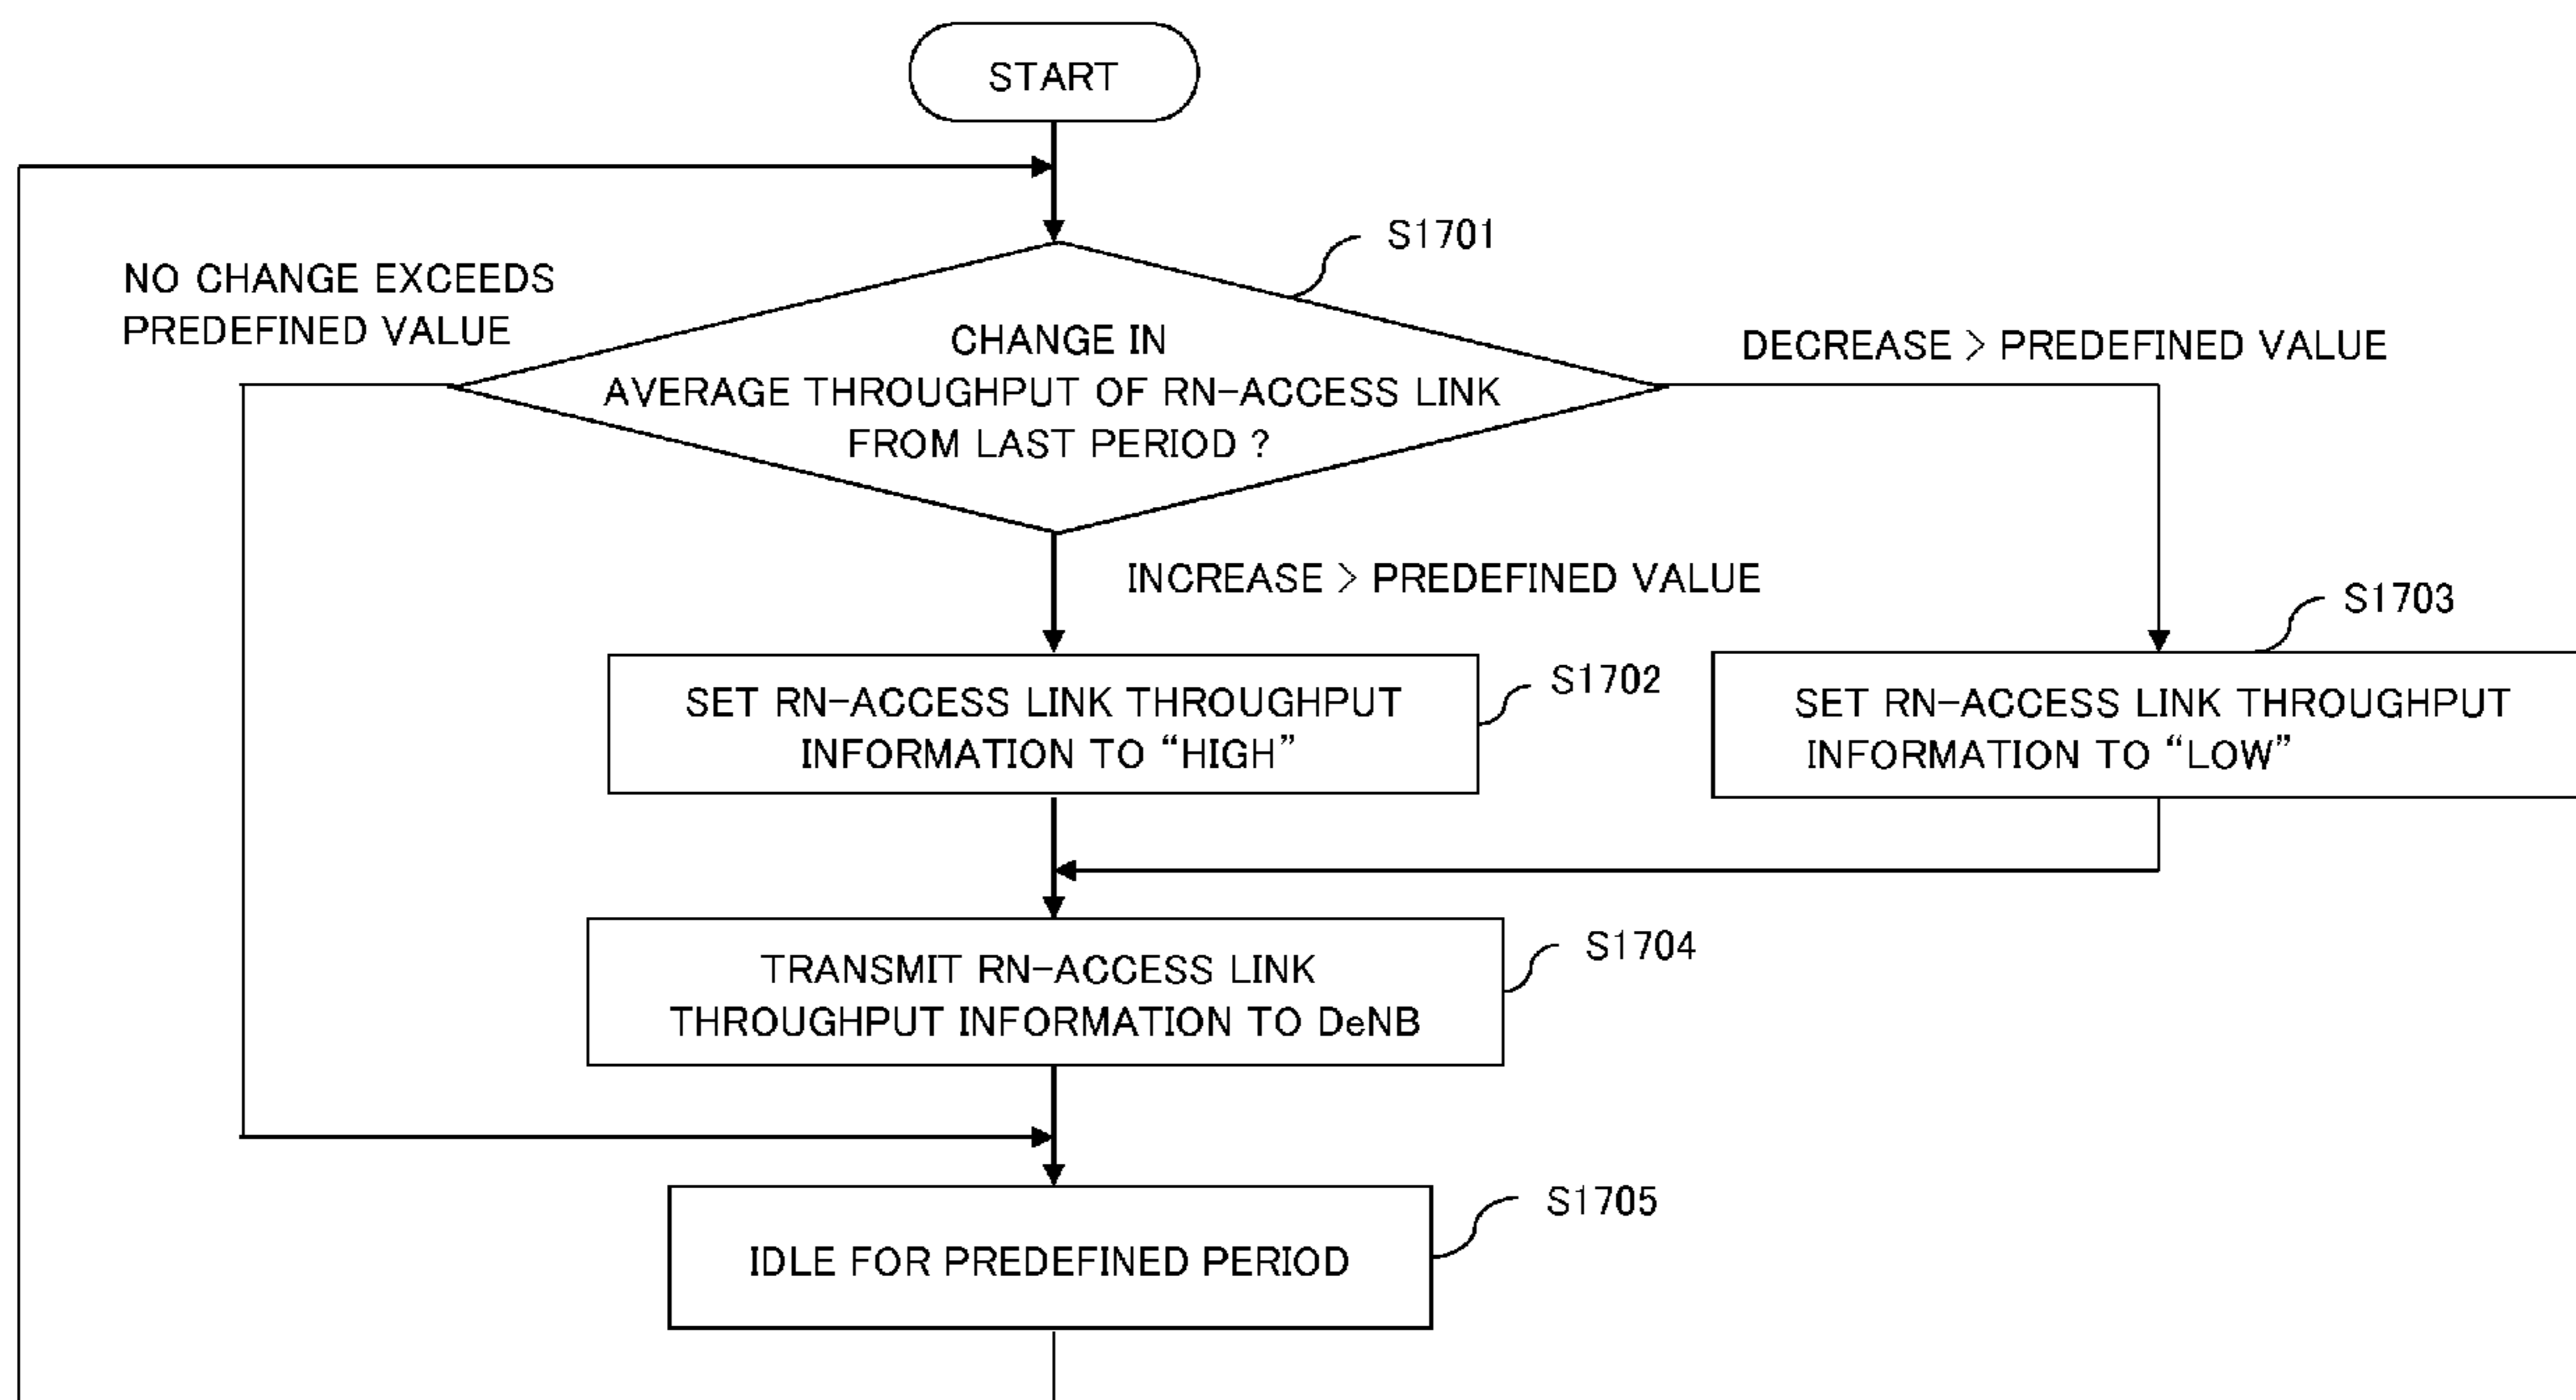 START
S1701
NO CHANGE EXCEEDS
PREDEFINED VALUE
CHANGE IN
AVERAGE THROUGHPUT OF RN-ACCESS LINK
FROM LAST PERIOD ?
DECREASE > PREDEFINED VALUE
INCREASE > PREDEFINED VALUE
S1703
S1702
SET RN-ACCESS LINK THROUGHPUT
INFORMATION TO “HIGH”
SET RN-ACCESS LINK THROUGHPUT
INFORMATION TO “LOW”
S1704
TRANSMIT RN-ACCESS LINK
THROUGHPUT INFORMATION TO DeNB
S1705
IDLE FOR PREDEFINED PERIOD